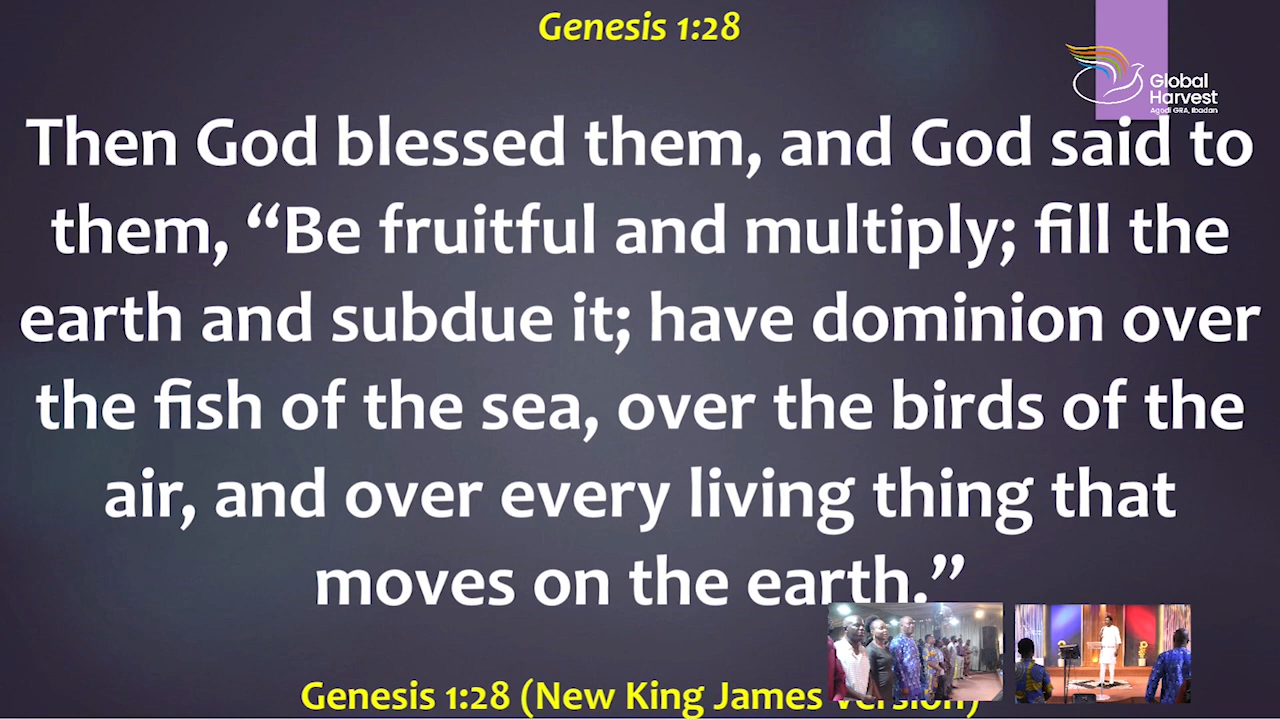 Genesis 1:28
Global
Harvest
Agodi GRA, Ibadan
Then God blessed them, and God said to
them, “Be fruitful and multiply; fill the
earth and subdue it; have dominion over
the fish of the sea, over the birds of the
air, and over every living thing that
moves on the earth.”
Genesis 1:28 (New King James Version)